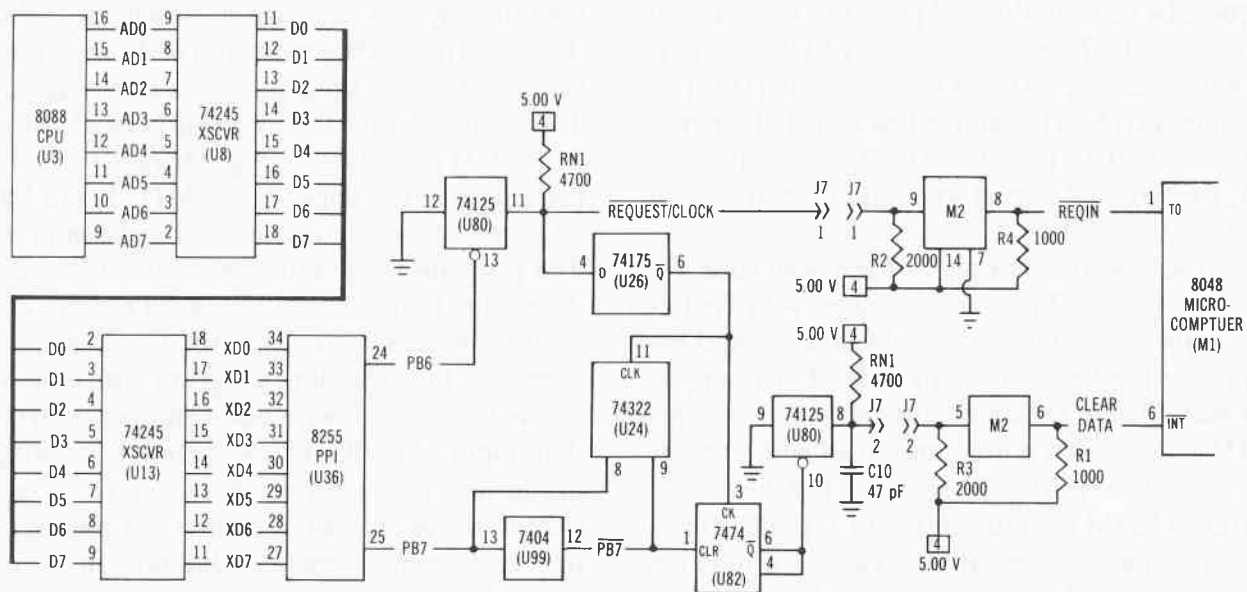 16 AD0 9 11 D0
15 AD1 8 12 D1
14 AD2 7 13 D2
13 AD3 6 14 D3
12 AD4 5 15 D4
11 AD5 4 16 D5
10 AD6 3 17 D6
9 AD7 2 18 D7
8088
CPU
(U3)
74245
XSCVR
(U8)
5.00 V
4
RN1
4700
12 74125 11
(U80)
13
REQUEST/CLOCK
J7 J7
1 1
9 M2 8
14 7
R2 2000
R4 1000
5.00 V 4
REQIN
1 T0
8048
MICRO-
COMPTUER
(M1)
4 74175 6
D Q
(U26)
D0 2 18 XD0 34
D1 3 17 XD1 33
D2 4 16 XD2 32
D3 5 15 XD3 31
D4 6 14 XD4 30
D5 7 13 XD5 29
D6 8 12 XD6 28
D7 9 11 XD7 27
74245
XSCVR
(U13)
8255
PPI
(U36)
24 PB6
25 PB7
11
CLK
74322
U24
8 9
13 7404 12
(U99)
PB7
5.00 V
4
RN1
4700
9 74125 8
(U80)
10
J7 J7
2 2
C10
47 pF
5 M2 6
CLEAR
DATA
6 INT
R3
2000
R1
1000
4
5.00 V
3
CK
1 7474 6
CLR Q
4
(U82)